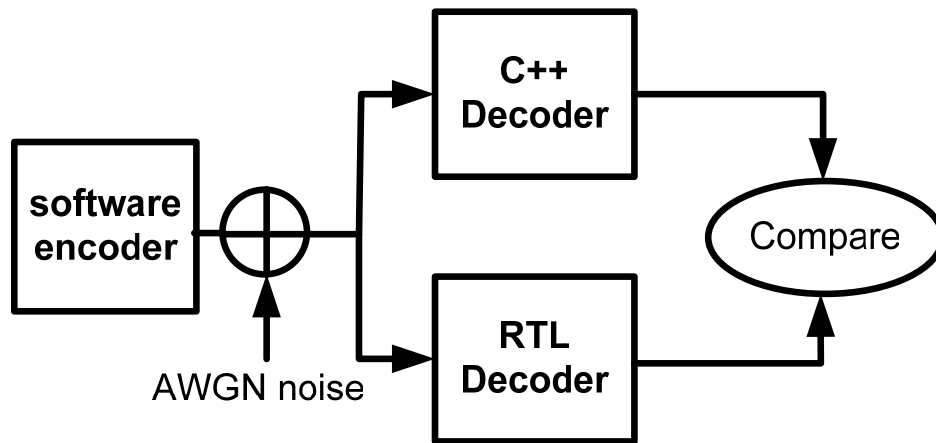 software
encoder
AWGN noise
C++
Decoder
RTL
Decoder
Compare